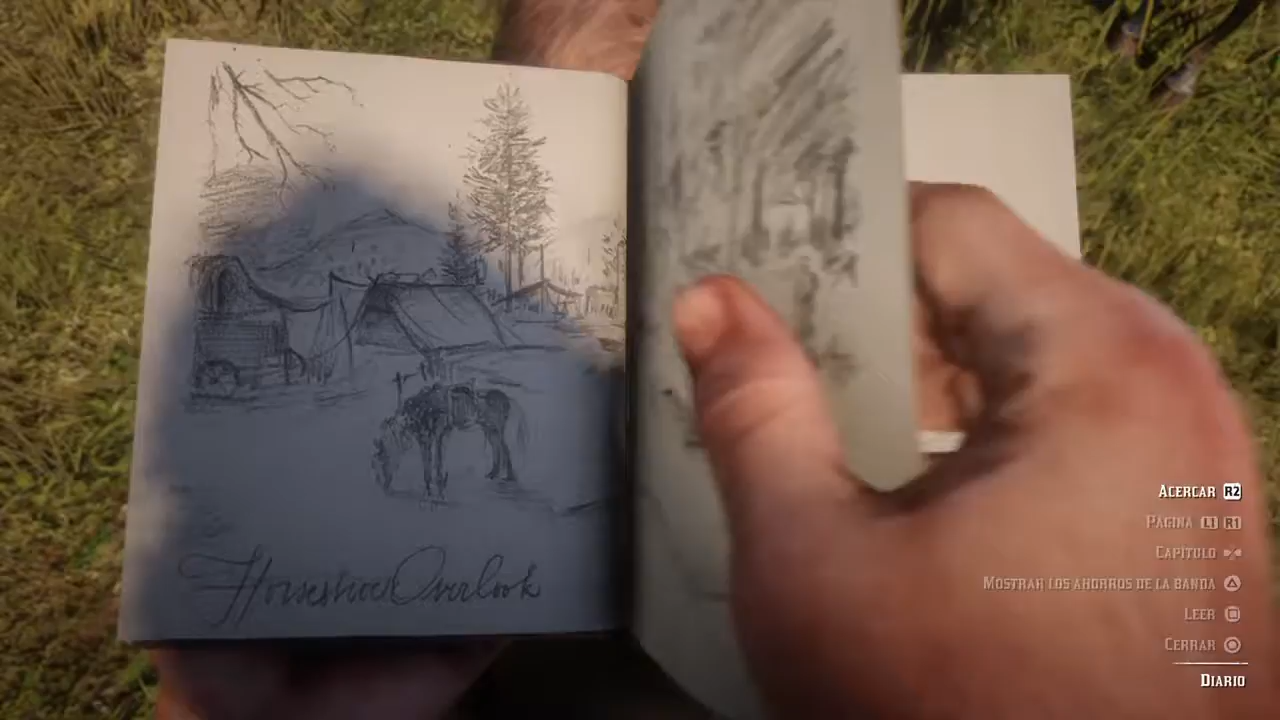 Horseshoe Overlook
ACERCAR R2
PÁGINA L1 R1
CAPÍTULO
MOSTRAR LOS AHORROS DE LA BANDA
LEER
CERRAR
DIARIO